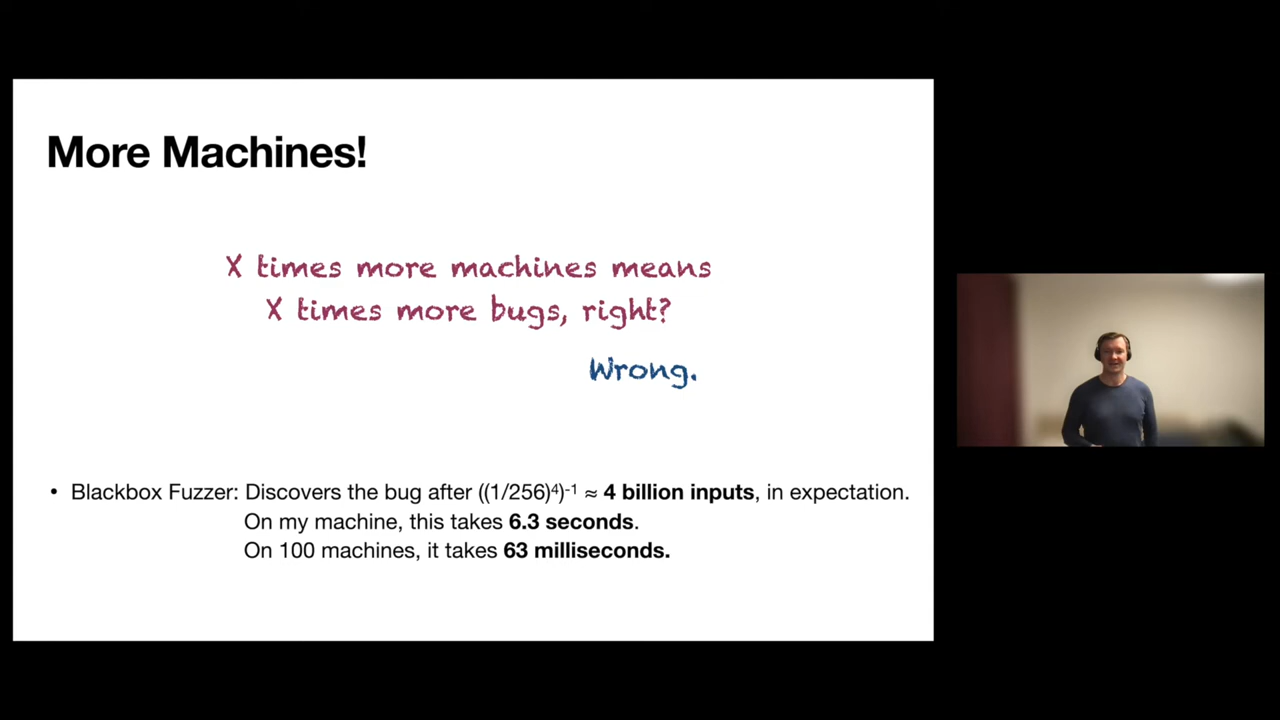 More Machines!
X times more machines means
X times more bugs, right?
Wrong.
• Blackbox Fuzzer: Discovers the bug after ((1/256)⁴)⁻¹ ≈ 4 billion inputs, in expectation.
On my machine, this takes 6.3 seconds.
On 100 machines, it takes 63 milliseconds.